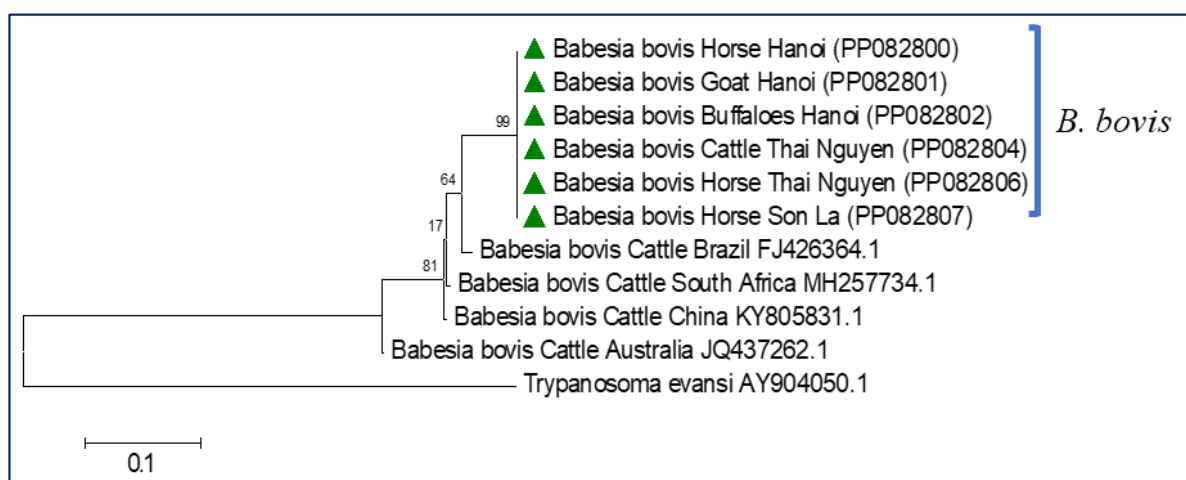 Babesia bovis Horse Hanoi (PP082800)
Babesia bovis Goat Hanoi (PP082801)
99
Babesia bovis Buffaloes Hanoi (PP082802)
B. bovis
Babesia bovis Cattle Thai Nguyen (PP082804)
64
Babesia bovis Horse Thai Nguyen (PP082806)
Babesia bovis Horse Son La (PP082807)
17
Babesia bovis Cattle Brazil FJ426364.1
81
Babesia bovis Cattle South Africa MH257734.1
Babesia bovis Cattle China KY805831.1
Babesia bovis Cattle Australia JQ437262.1
Trypanosoma evansi AY904050.1
0.1